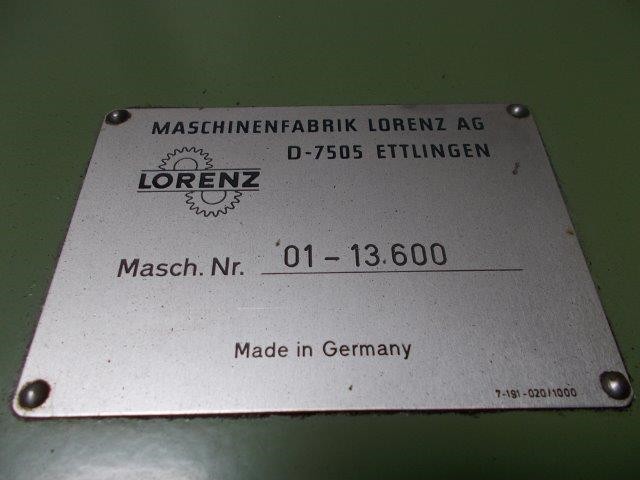 MASCHINENFABRIK LORENZ AG
D-7505 ETTLINGEN
LORENZ
Masch. Nr. 01-13.600
Made in Germany
7-191-020/1000